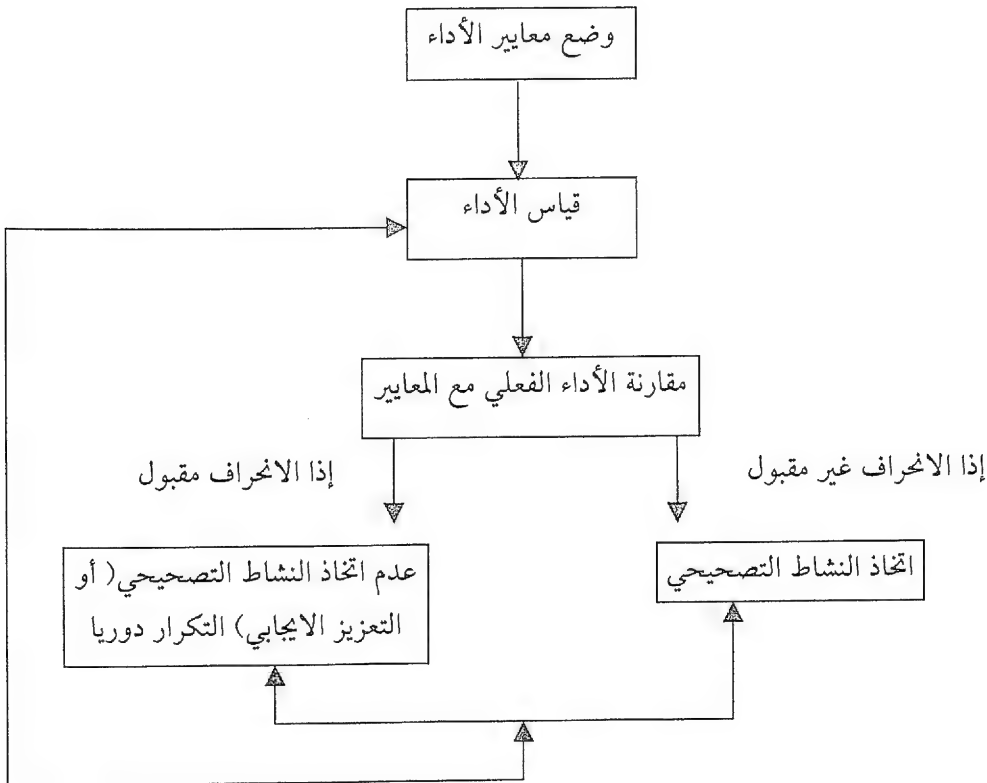 وضع معايير الأداء
قياس الأداء
مقارنة الأداء الفعلي مع المعايير
إذا الانحراف غير مقبول
إذا الانحراف مقبول
اتخاذ النشاط التصحيحي
عدم اتخاذ النشاط التصحيحي( أو
التعزيز الايجابي) التكرار دوريا